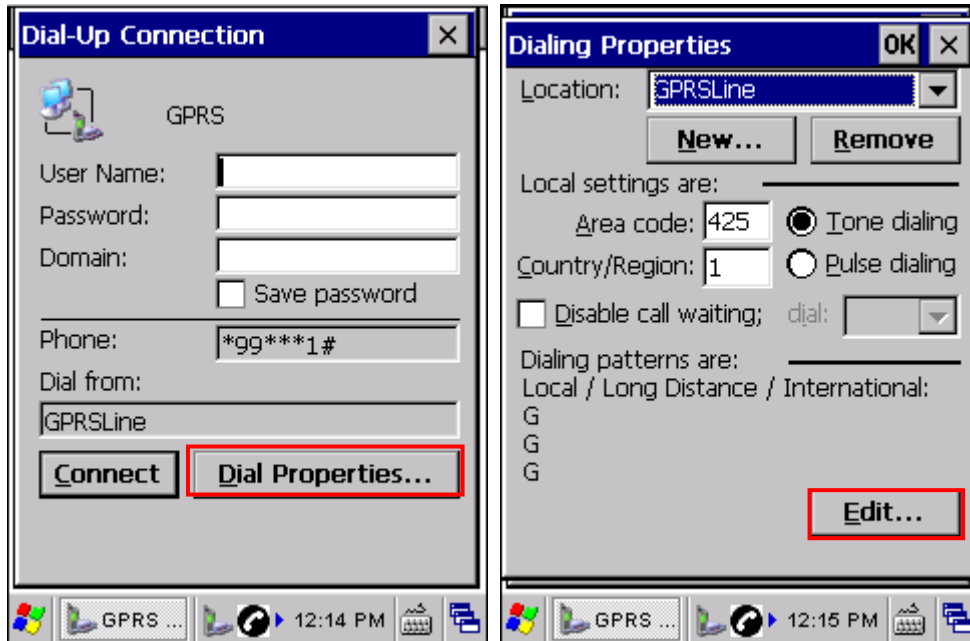 Dial-Up Connection
GPRS
User Name:
Password:
Domain:
Save password
Phone: *99***1#
Dial from:
GPRSLine
Connect Dial Properties...
GPRS ... 12:14 PM
Dialing Properties OK
Location: GPRSLine
New... Remove
Local settings are:
Area code: 425 Tone dialing
Country/Region: 1 Pulse dialing
Disable call waiting; dial:
Dialing patterns are:
Local / Long Distance / International:
G
G
G
Edit...
GPRS ... 12:15 PM